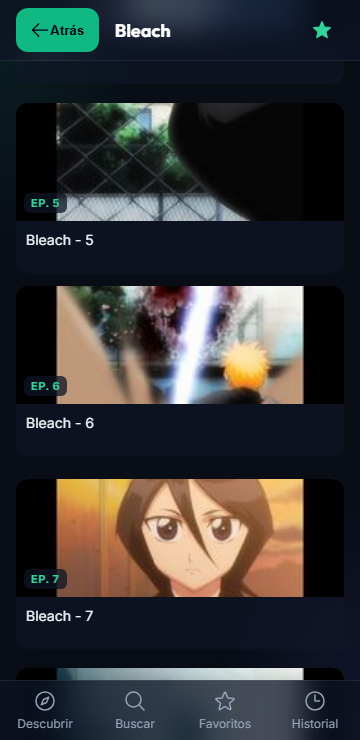 Atrás
Bleach
EP. 5
Bleach - 5
EP. 6
Bleach - 6
EP. 7
Bleach - 7
Descubrir
Buscar
Favoritos
Historial